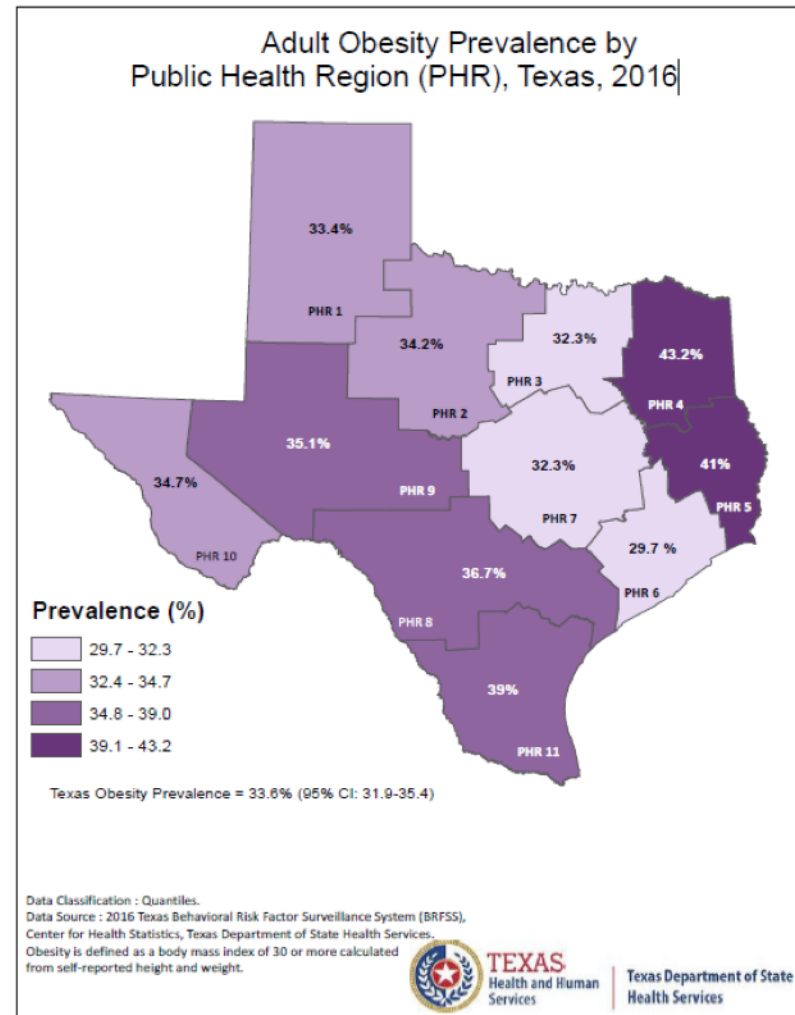 Adult Obesity Prevalence by
Public Health Region (PHR), Texas, 2016
33.4%
PHR 1
34.2%
PHR 2
32.3%
PHR 3
43.2%
PHR 4
35.1%
PHR 9
32.3%
PHR 7
41%
PHR 5
34.7%
PHR 10
29.7 %
PHR 6
36.7%
PHR 8
39%
PHR 11
Prevalence (%)
29.7 - 32.3
32.4 - 34.7
34.8 - 39.0
39.1 - 43.2
Texas Obesity Prevalence = 33.6% (95% CI: 31.9-35.4)
Data Classification : Quantiles.
Data Source : 2016 Texas Behavioral Risk Factor Surveillance System (BRFSS),
Center for Health Statistics, Texas Department of State Health Services.
Obesity is defined as a body mass index of 30 or more calculated
from self-reported height and weight.
TEXAS
Health and Human
Services
Texas Department of State
Health Services